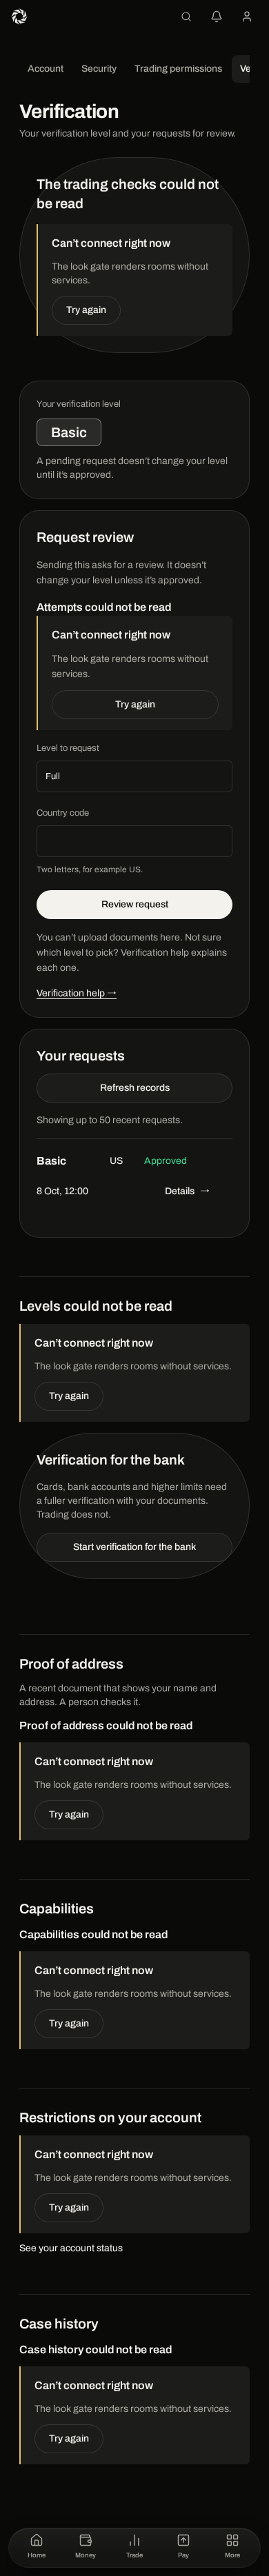 Account Security Trading permissions Ve
Verification
Your verification level and your requests for review.
The trading checks could not
be read
Can't connect right now
The look gate renders rooms without
services.
Try again
Your verification level
Basic
A pending request doesn't change your level
until it's approved.
Request review
Sending this asks for a review. It doesn't
change your level unless it's approved.
Attempts could not be read
Can't connect right now
The look gate renders rooms without
services.
Try again
Level to request
Full
Country code
Two letters, for example US.
Review request
You can't upload documents here. Not sure
which level to pick? Verification help explains
each one.
Verification help →
Your requests
Refresh records
Showing up to 50 recent requests.
Basic US Approved
8 Oct, 12:00 Details →
Levels could not be read
Can't connect right now
The look gate renders rooms without services.
Try again
Verification for the bank
Cards, bank accounts and higher limits need
a fuller verification with your documents.
Trading does not.
Start verification for the bank
Proof of address
A recent document that shows your name and
address. A person checks it.
Proof of address could not be read
Can't connect right now
The look gate renders rooms without services.
Try again
Capabilities
Capabilities could not be read
Can't connect right now
The look gate renders rooms without services.
Try again
Restrictions on your account
Can't connect right now
The look gate renders rooms without services.
Try again
See your account status
Case history
Case history could not be read
Can't connect right now
The look gate renders rooms without services.
Try again
Home Money Trade Pay More